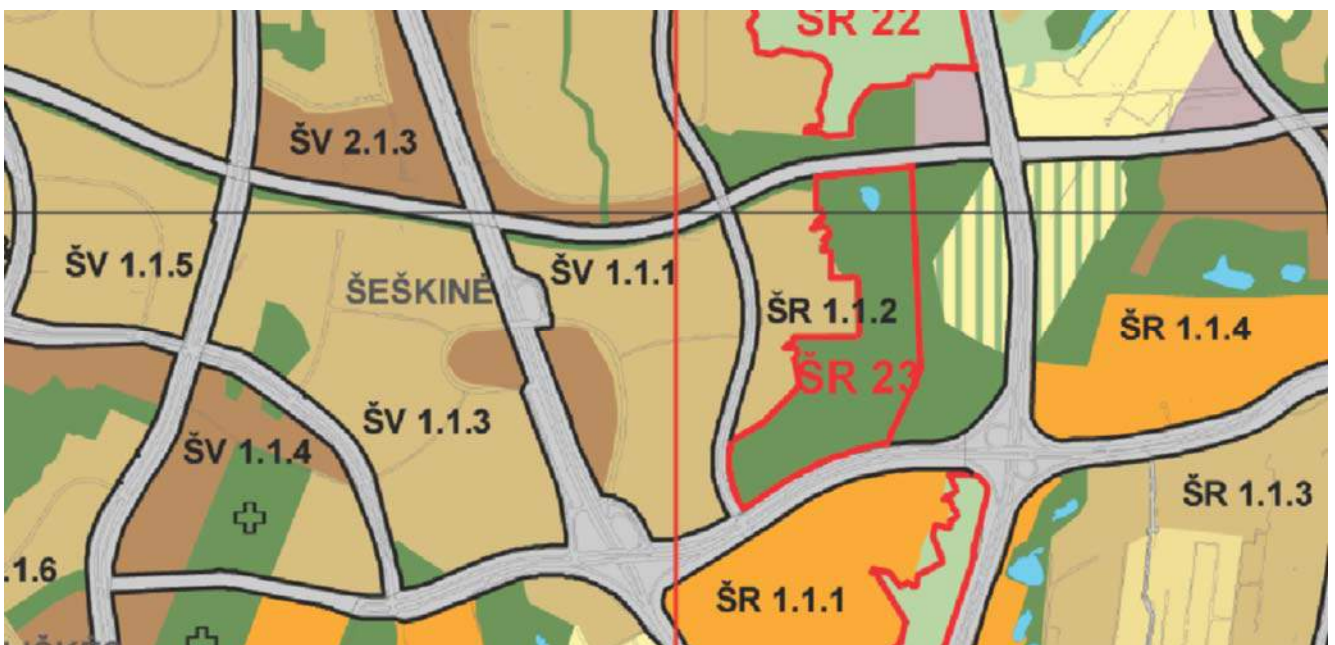 ŠR 22
ŠV 2.1.3
ŠV 1.1.5
ŠEŠKINĖ
ŠV 1.1.1
ŠR 1.1.2
ŠR 1.1.4
ŠR 23
ŠV 1.1.3
ŠV 1.1.4
ŠR 1.1.3
.1.6
ŠR 1.1.1